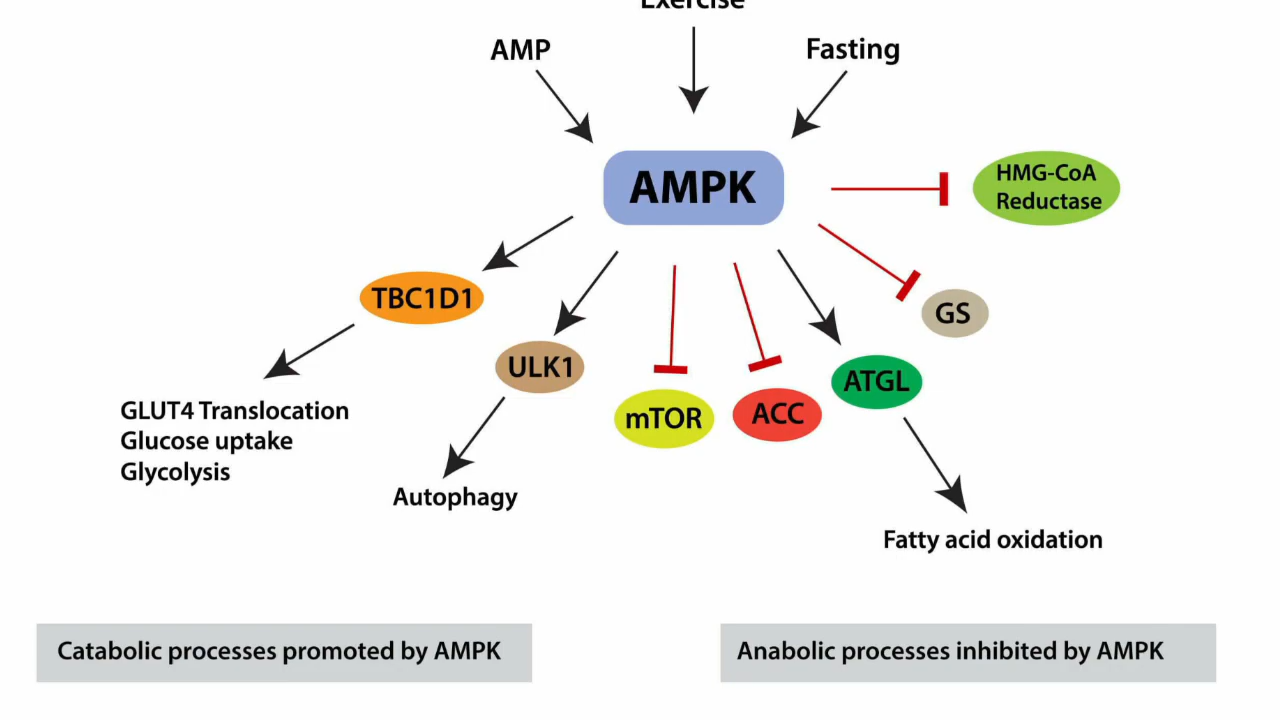 Exercise
AMP
Fasting
AMPK
HMG-CoA
Reductase
TBC1D1
GS
ULK1
ATGL
mTOR
ACC
GLUT4 Translocation
Glucose uptake
Glycolysis
Autophagy
Fatty acid oxidation
Catabolic processes promoted by AMPK
Anabolic processes inhibited by AMPK